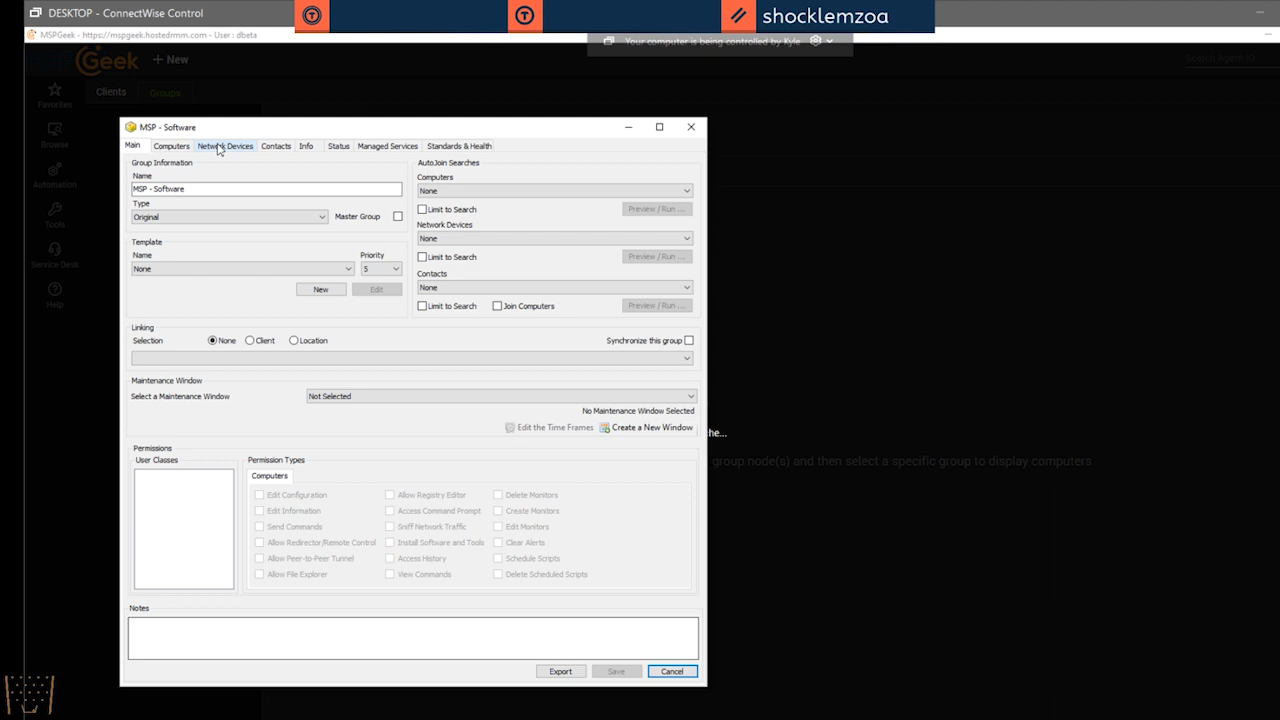 DESKTOP - ConnectWise Control
shocklemzoa
MSPGeek - https://mspgeek.hostedrmm.com - User : dbeta
Your computer is being controlled by Kyle
Geek
+ New
Search Agent ID
Favorites
Clients
Groups
Browse
Automation
Tools
Service Desk
Help
MSP - Software
Main
Computers
Network Devices
Contacts
Info
Status
Managed Services
Standards & Health
Group Information
Name
MSP - Software
Type
Original
Master Group
Template
Name
Priority
None
5
New
Edit
AutoJoin Searches
Computers
None
Limit to Search
Preview / Run ...
Network Devices
None
Limit to Search
Preview / Run ...
Contacts
None
Limit to Search
Join Computers
Preview / Run ...
Linking
Selection
None
Client
Location
Synchronize this group
Maintenance Window
Select a Maintenance Window
Not Selected
No Maintenance Window Selected
Edit the Time Frames
Create a New Window
he...
group node(s) and then select a specific group to display computers
Permissions
User Classes
Permission Types
Computers
Edit Configuration
Allow Registry Editor
Delete Monitors
Edit Information
Access Command Prompt
Create Monitors
Send Commands
Sniff Network Traffic
Edit Monitors
Allow Redirector/Remote Control
Install Software and Tools
Clear Alerts
Allow Peer-to-Peer Tunnel
Access History
Schedule Scripts
Allow File Explorer
View Commands
Delete Scheduled Scripts
Notes
Export
Save
Cancel